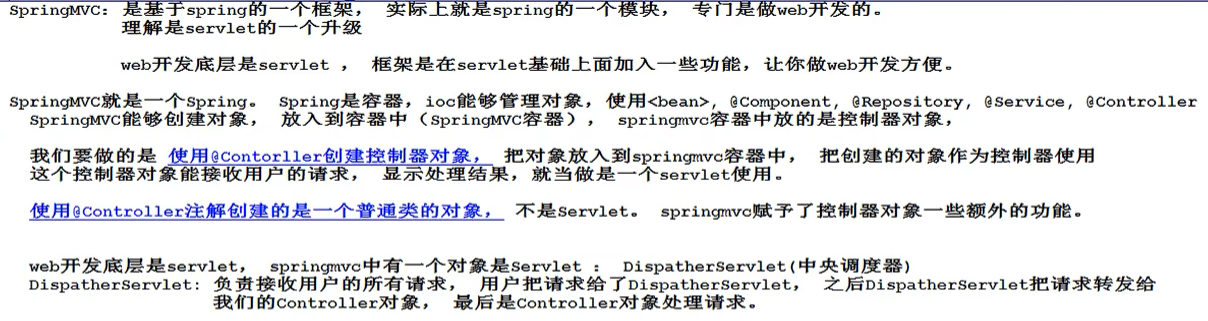 SpringMVC：是基于spring的一个框架， 实际上就是spring的一个模块， 专门是做web开发的。
理解是servlet的一个升级
web开发底层是servlet ， 框架是在servlet基础上面加入一些功能，让你做web开发方便。
SpringMVC就是一个Spring。 Spring是容器，ioc能够管理对象，使用<bean>, @Component, @Repository, @Service, @Controller
SpringMVC能够创建对象， 放入到容器中（SpringMVC容器）， springmvc容器中放的是控制器对象，
我们要做的是 使用@Contorller创建控制器对象， 把对象放入到springmvc容器中， 把创建的对象作为控制器使用
这个控制器对象能接收用户的请求， 显示处理结果，就当做是一个servlet使用。
使用@Controller注解创建的是一个普通类的对象， 不是Servlet。 springmvc赋予了控制器对象一些额外的功能。
web开发底层是servlet， springmvc中有一个对象是Servlet ： DispatherServlet(中央调度器)
DispatherServlet: 负责接收用户的所有请求， 用户把请求给了DispatherServlet， 之后DispatherServlet把请求转发给
我们的Controller对象， 最后是Controller对象处理请求。